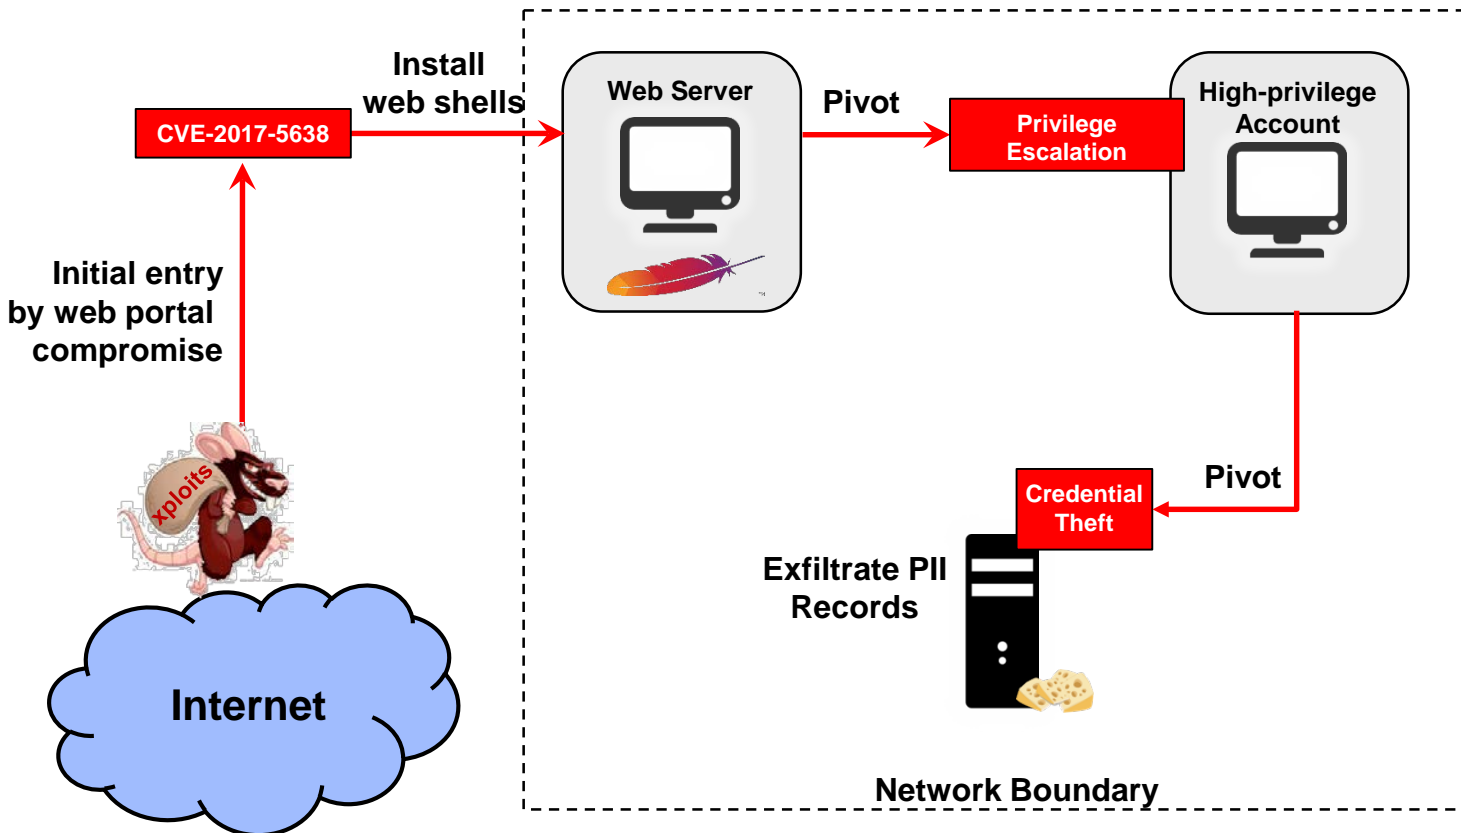 Install
web shells
CVE-2017-5638
Initial entry
by web portal
compromise
xploits
Internet
Web Server
TM
Pivot
Privilege
Escalation
High-privilege
Account
Pivot
Credential
Theft
Exfiltrate PII
Records
Network Boundary